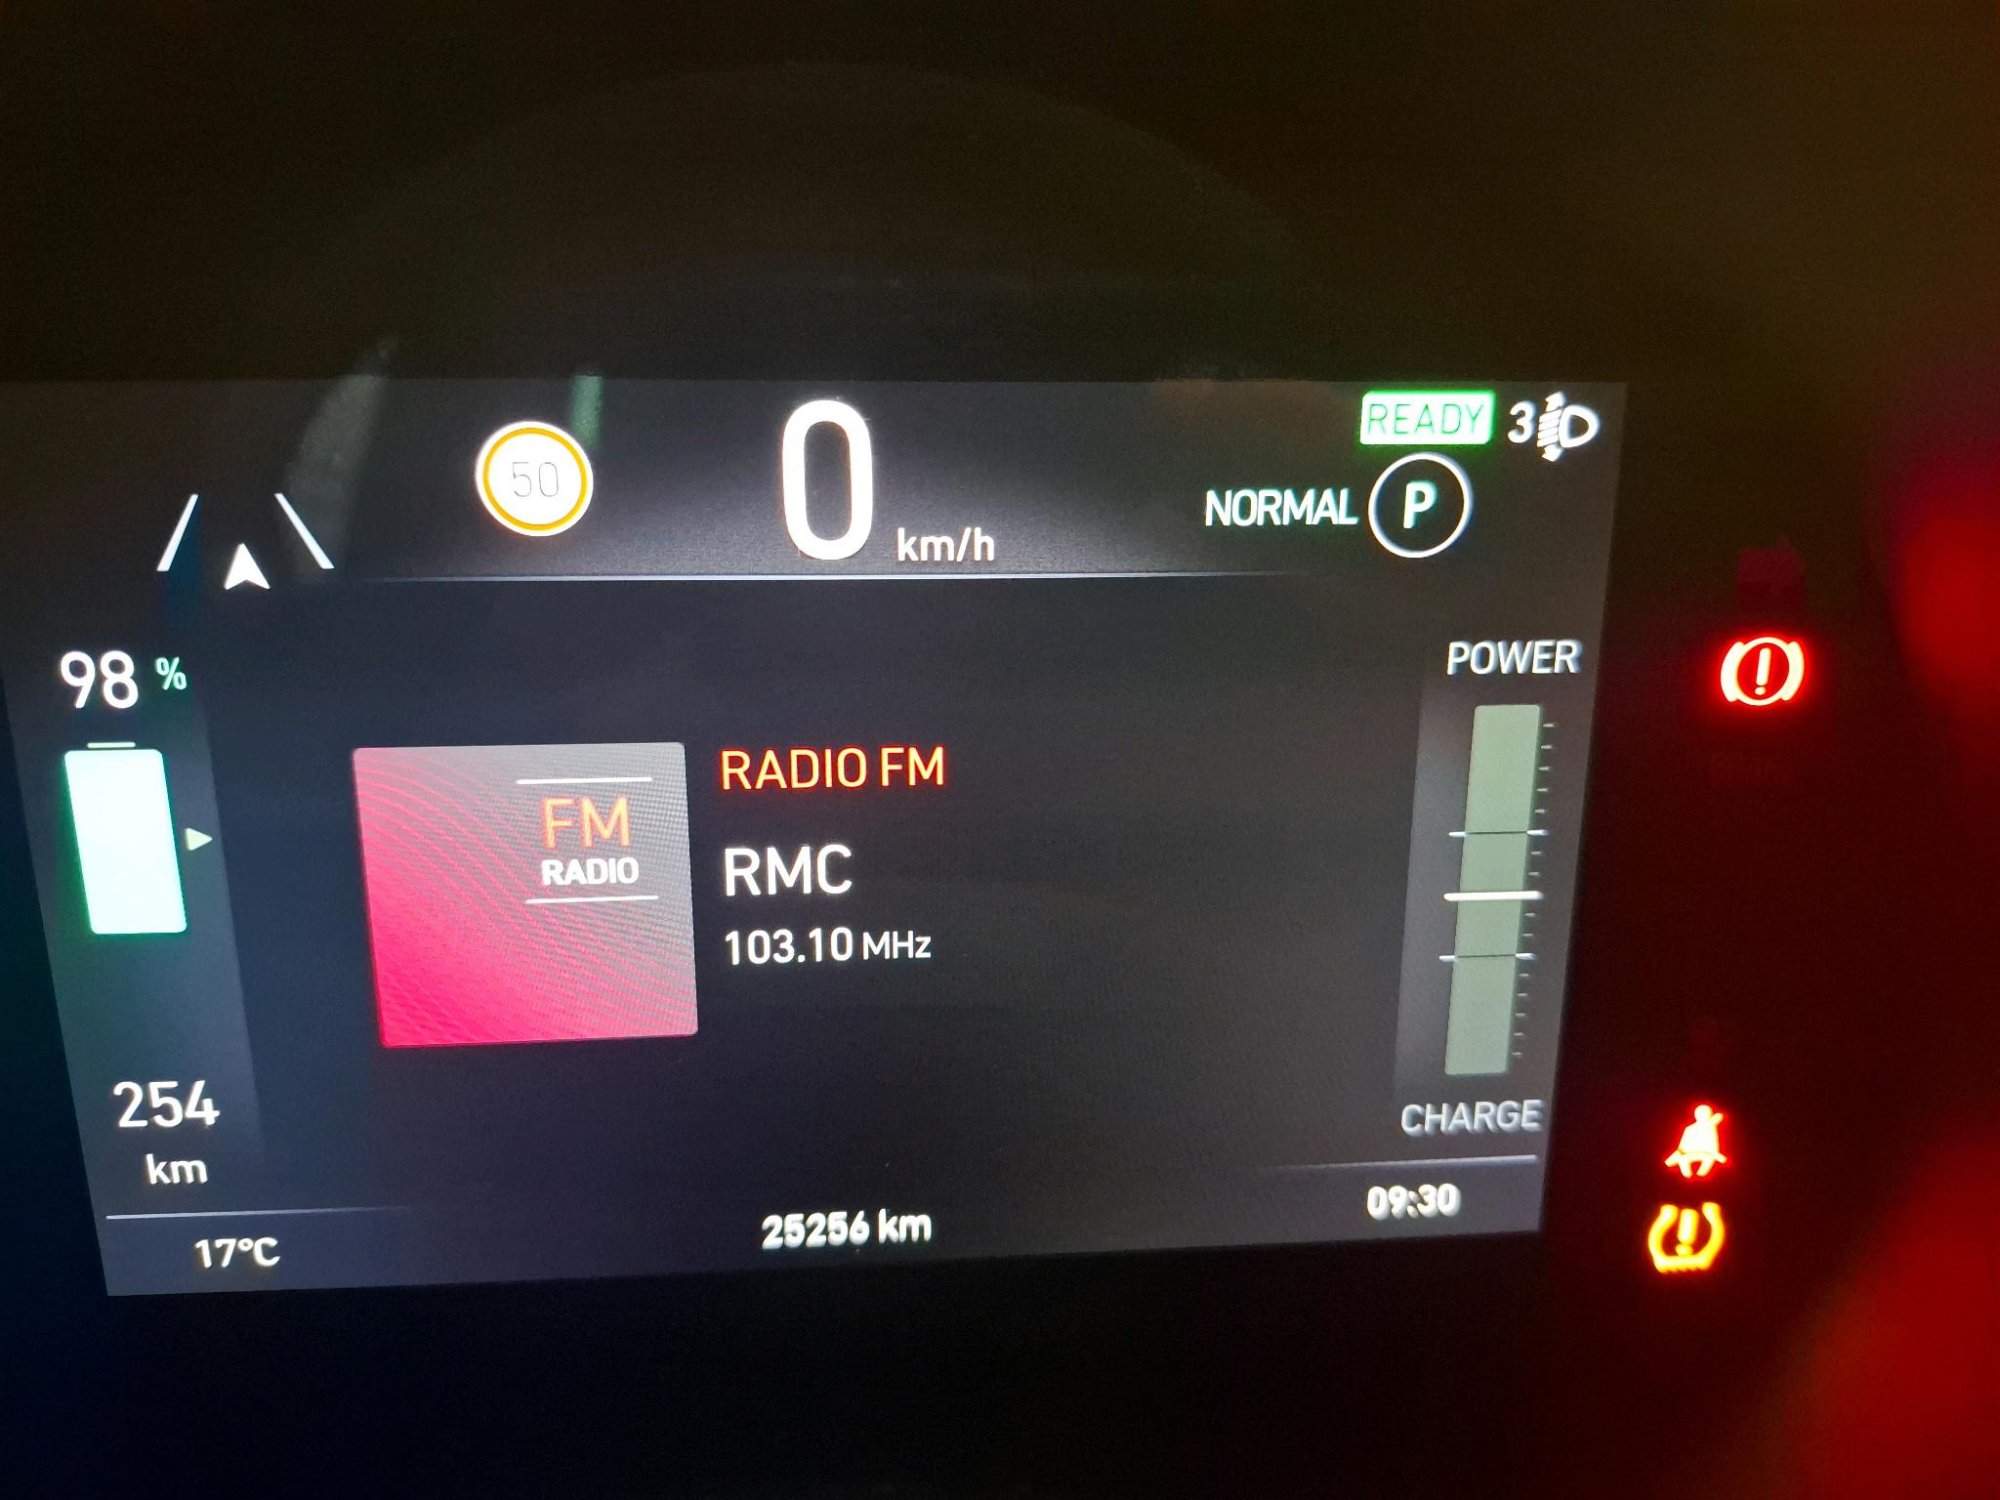 READY 3
50
0 km/h
NORMAL P
98 %
POWER
RADIO FM
FM
RADIO
RMC
103.10 MHz
254
km
CHARGE
17°C
25256 km
09:30